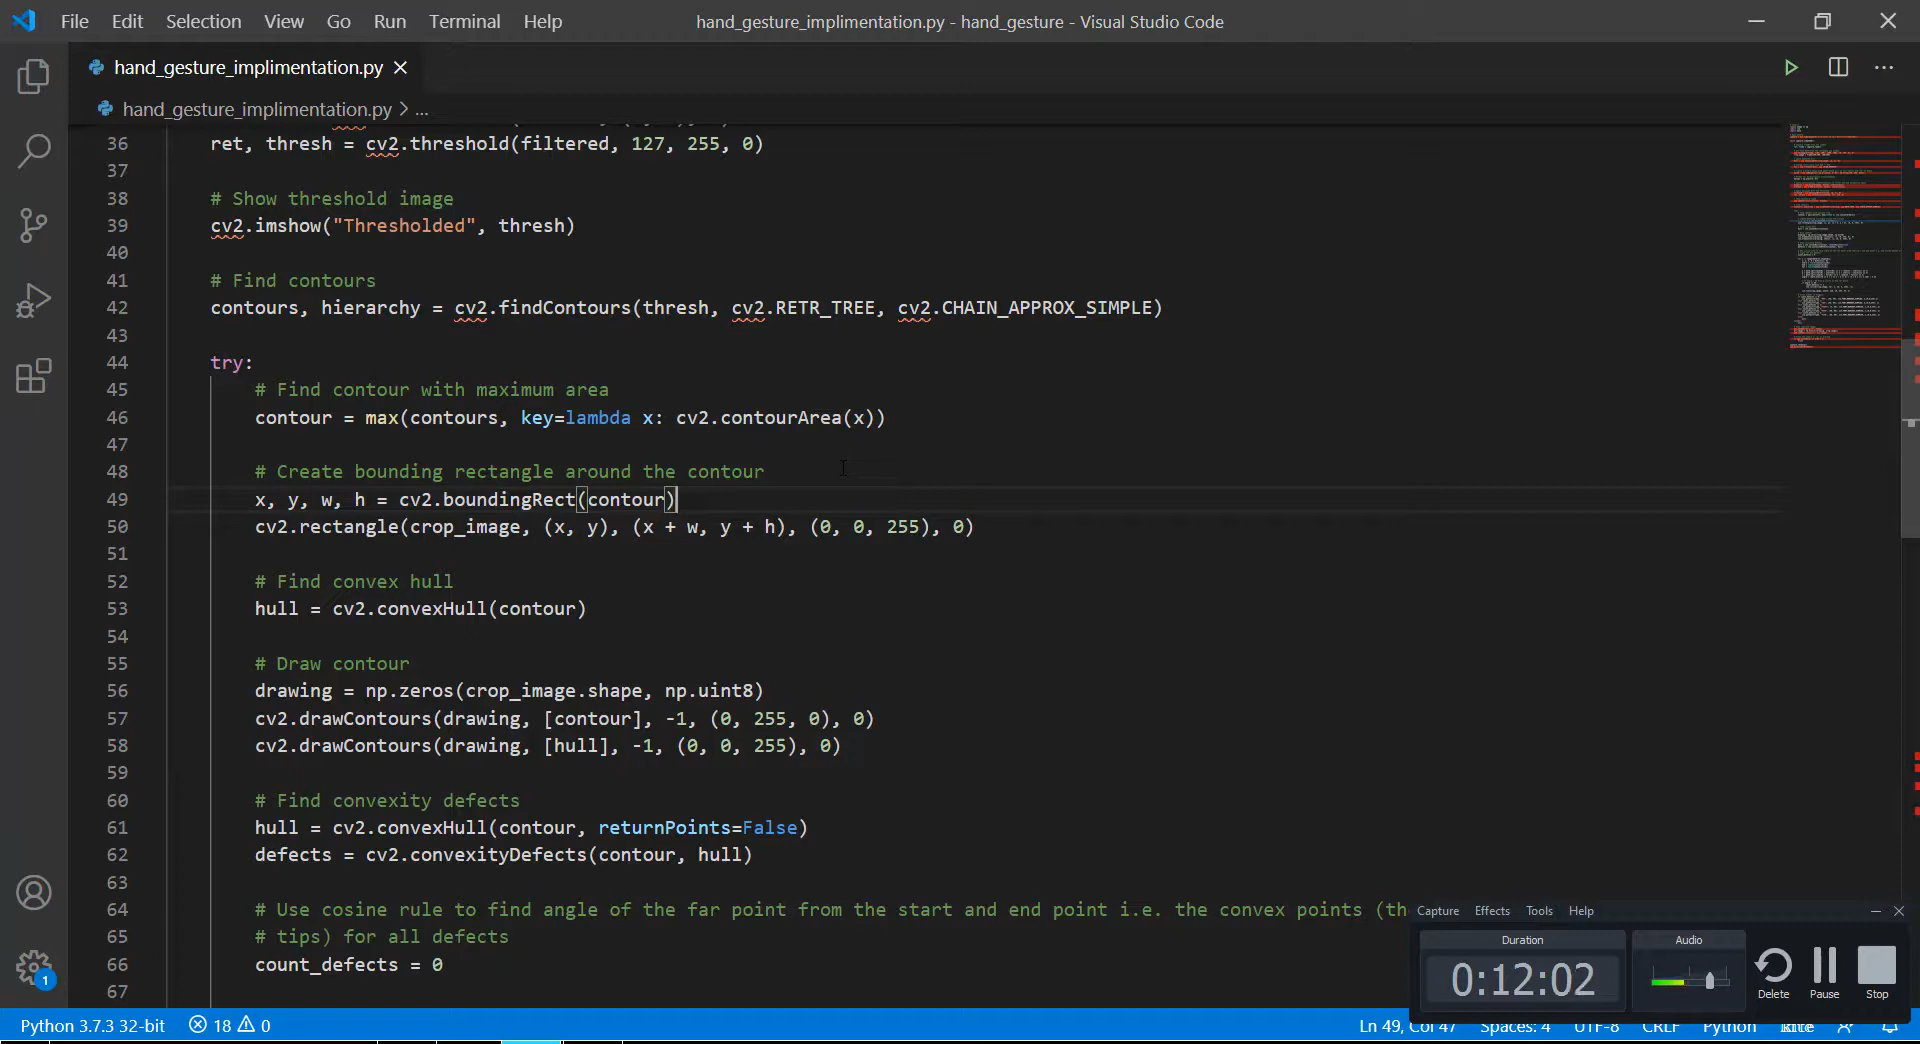 File Edit Selection View Go Run Terminal Help
hand_gesture_implimentation.py - hand_gesture - Visual Studio Code
hand_gesture_implimentation.py
hand_gesture_implimentation.py > ...
36 ret, thresh = cv2.threshold(filtered, 127, 255, 0)
37
38 # Show threshold image
39 cv2.imshow("Thresholded", thresh)
40
41 # Find contours
42 contours, hierarchy = cv2.findContours(thresh, cv2.RETR_TREE, cv2.CHAIN_APPROX_SIMPLE)
43
44 try:
45 # Find contour with maximum area
46 contour = max(contours, key=lambda x: cv2.contourArea(x))
47
48 # Create bounding rectangle around the contour
49 x, y, w, h = cv2.boundingRect(contour)
50 cv2.rectangle(crop_image, (x, y), (x + w, y + h), (0, 0, 255), 0)
51
52 # Find convex hull
53 hull = cv2.convexHull(contour)
54
55 # Draw contour
56 drawing = np.zeros(crop_image.shape, np.uint8)
57 cv2.drawContours(drawing, [contour], -1, (0, 255, 0), 0)
58 cv2.drawContours(drawing, [hull], -1, (0, 0, 255), 0)
59
60 # Find convexity defects
61 hull = cv2.convexHull(contour, returnPoints=False)
62 defects = cv2.convexityDefects(contour, hull)
63
64 # Use cosine rule to find angle of the far point from the start and end point i.e. the convex points (th
65 # tips) for all defects
66 count_defects = 0
67
Capture Effects Tools Help
Duration
0:12:02
Audio
Delete Pause Stop
1
Python 3.7.3 32-bit 18 0
Ln 49, Col 47 Spaces: 4 UTF-8 CRLF Python